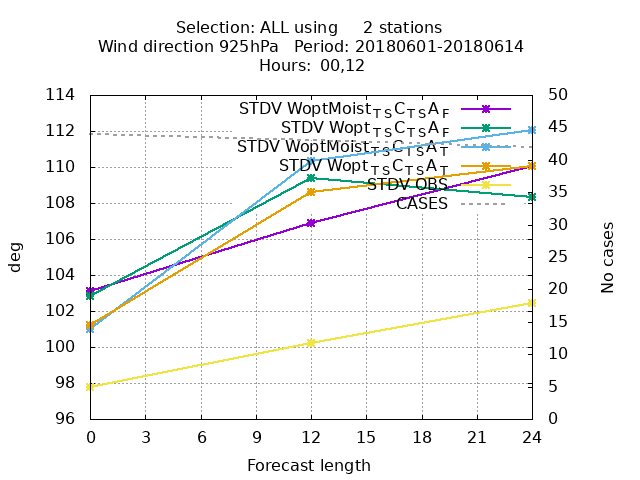 Selection: ALL using 2 stations
Wind direction 925hPa Period: 20180601-20180614
Hours: 00,12
114
112
110
108
106
104
102
100
98
96
50
45
40
35
30
25
20
15
10
5
0
STDV WoptMoist_TS C_TS A_F
STDV Wopt_TS C_TS A_F
STDV WoptMoist_TS C_TS A_T
STDV Wopt_TS C_TS A_T
STDV OBS
CASES
deg
No cases
0 3 6 9 12 15 18 21 24
Forecast length